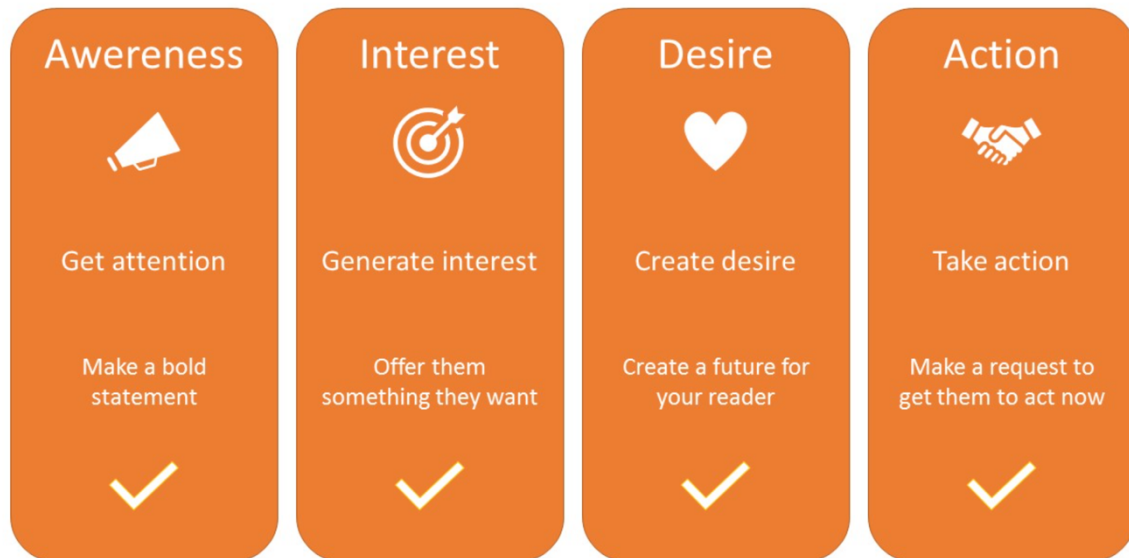 Awereness
Get attention
Make a bold
statement
Interest
Generate interest
Offer them
something they want
Desire
Create desire
Create a future for
your reader
Action
Take action
Make a request to
get them to act now